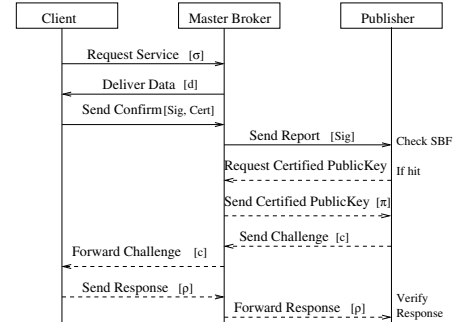 Client Master Broker Publisher
Request Service [σ]
Deliver Data [d]
Send Confirm[Sig, Cert]
Send Report [Sig] Check SBF
Request Certified PublicKey If hit
Send Certified PublicKey [π]
Send Challenge [c]
Forward Challenge [c]
Send Response [ρ]
Forward Response [ρ] Verify
Response